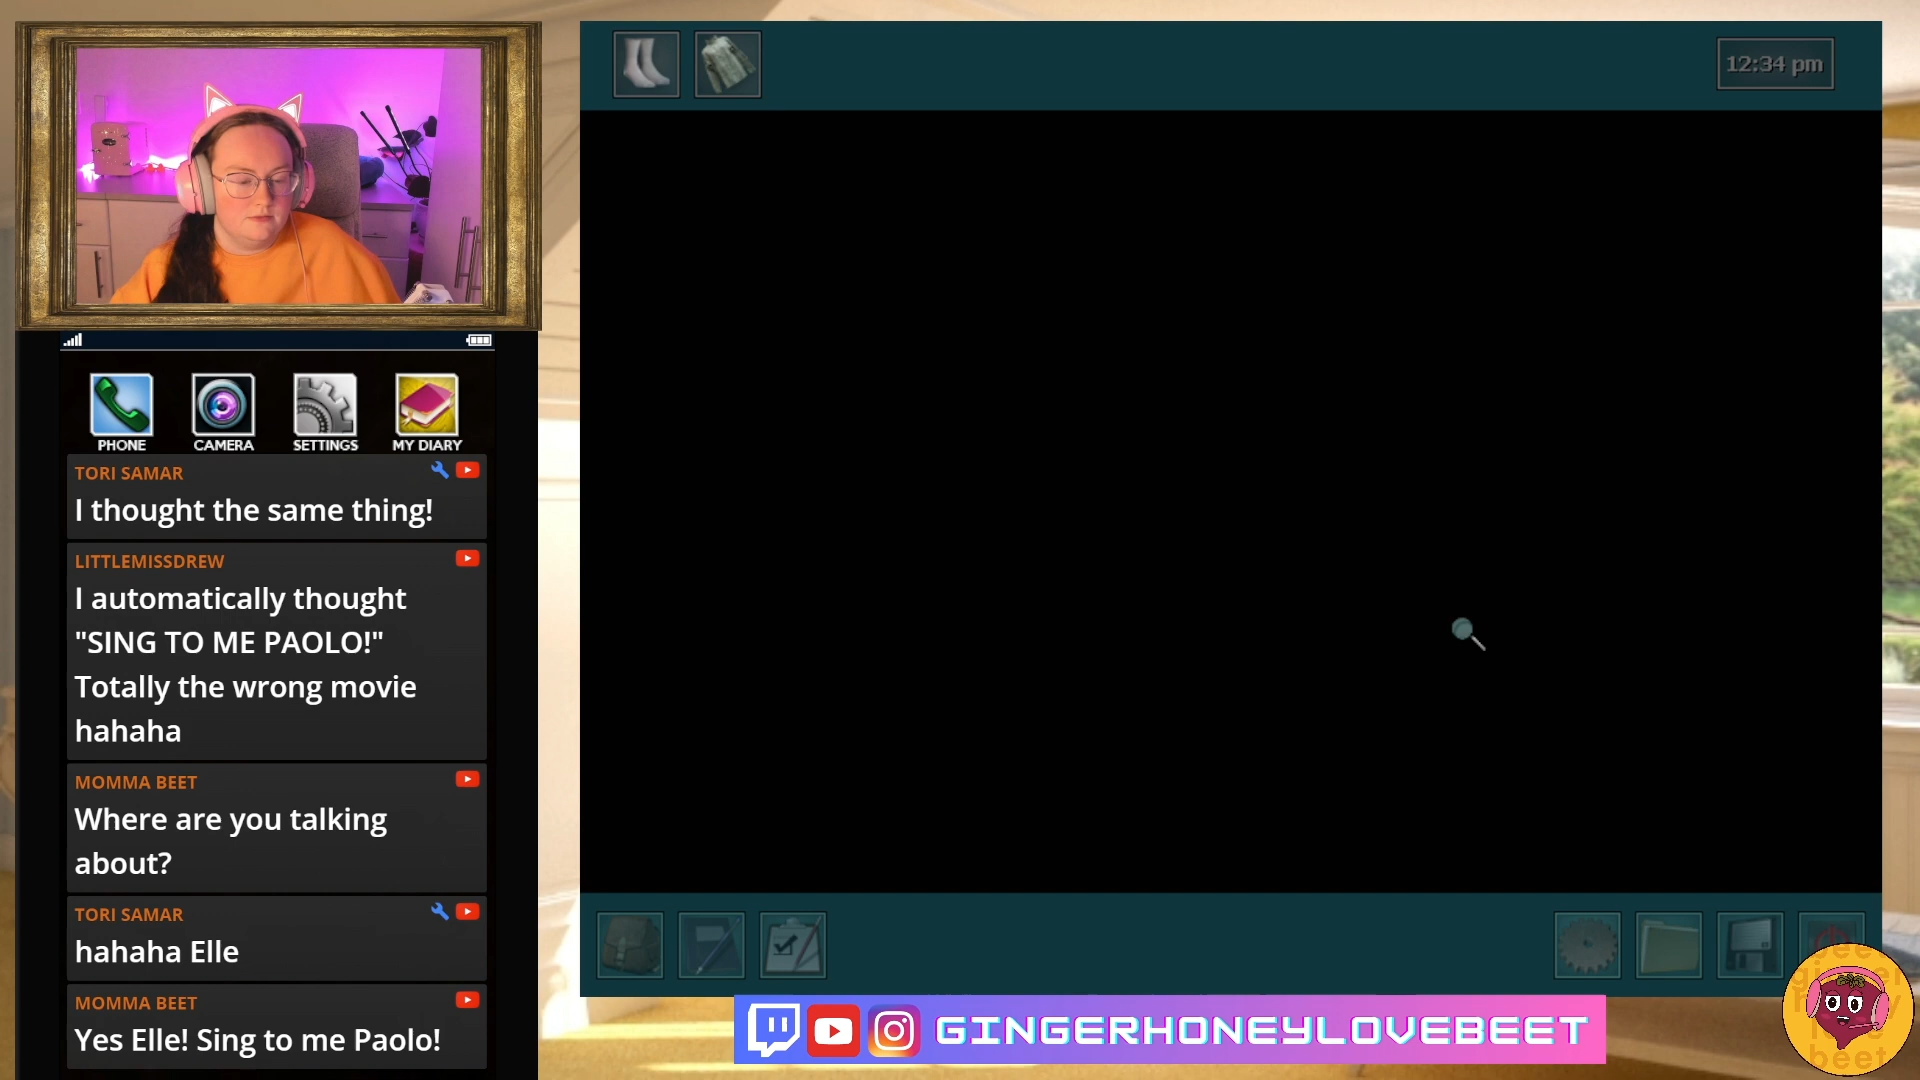 12:34 pm
PHONE
CAMERA
SETTINGS
MY DIARY
TORI SAMAR
I thought the same thing!
LITTLEMISSDREW
I automatically thought
"SING TO ME PAOLO!"
Totally the wrong movie
hahaha
MOMMA BEET
Where are you talking
about?
TORI SAMAR
hahaha Elle
MOMMA BEET
Yes Elle! Sing to me Paolo!
GINGERHONEYLOVEBEET
beet